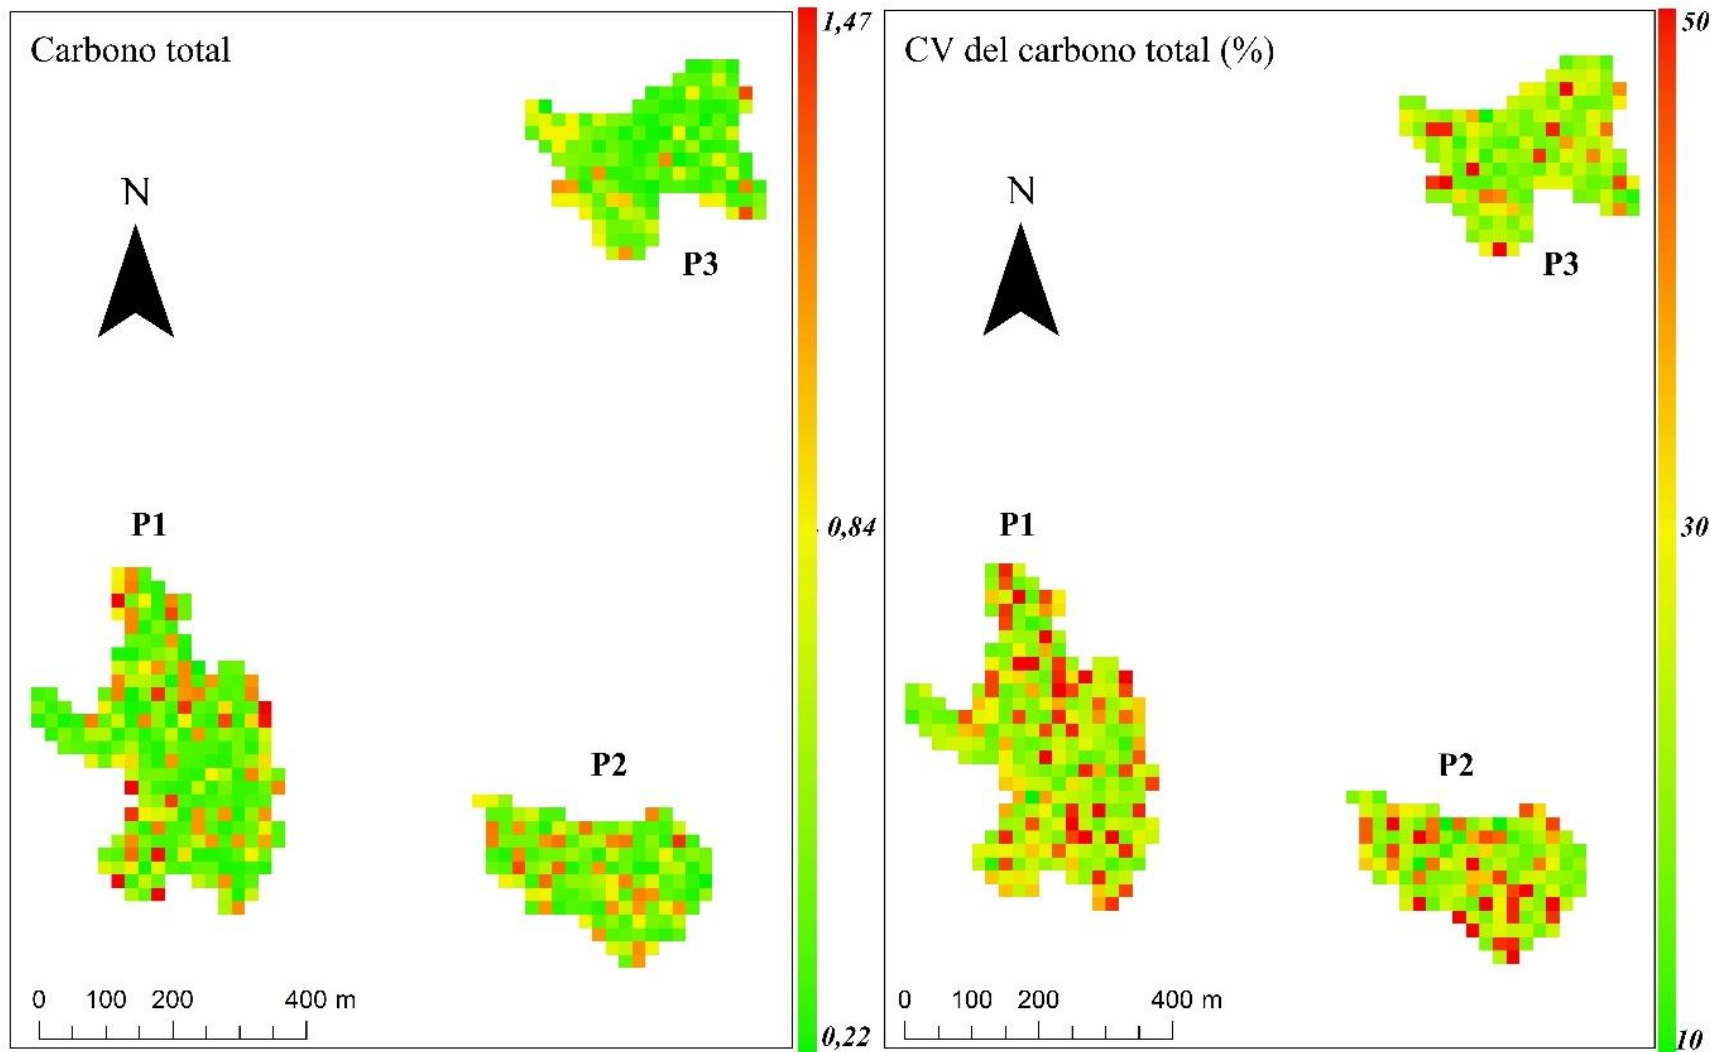 Carbono total
N
P3
P1
P2
0 100 200 400 m
1,47
0,84
0,22
CV del carbono total (%)
N
P3
P1
P2
0 100 200 400 m
50
30
10